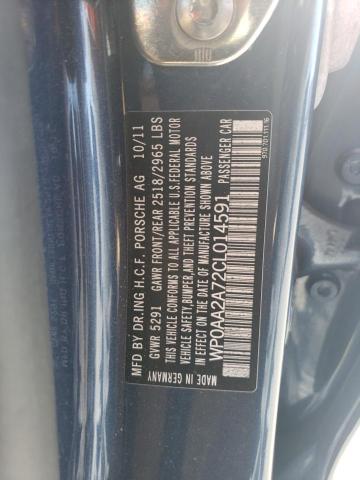 MFD BY DR.ING H.C.F. PORSCHE AG 10/11
GVWR 5291 GAWR FRONT/REAR 2518/2965 LBS
THIS VEHICLE CONFORMS TO ALL APPLICABLE U.S.FEDERAL MOTOR
VEHICLE SAFETY,BUMPER,AND THEFT PREVENTION STANDARDS
IN EFFECT ON THE DATE OF MANUFACTURE SHOWN ABOVE
WP0AA2A72CL014591 PASSENGER CAR
MADE IN GERMANY